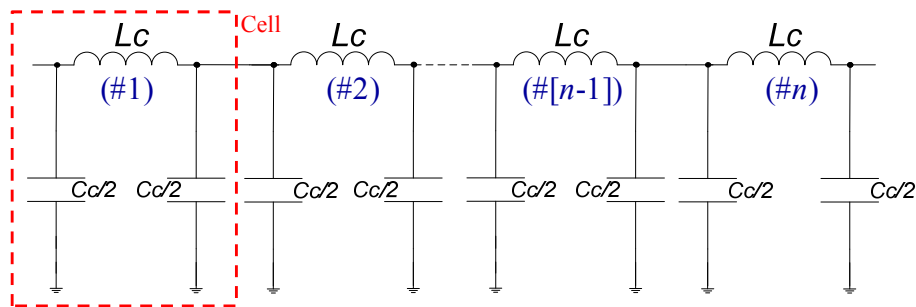 Cell
Lc Lc Lc Lc
(#1) (#2) (#[n-1]) (#n)
Cc/2 Cc/2 Cc/2 Cc/2 Cc/2 Cc/2 Cc/2 Cc/2